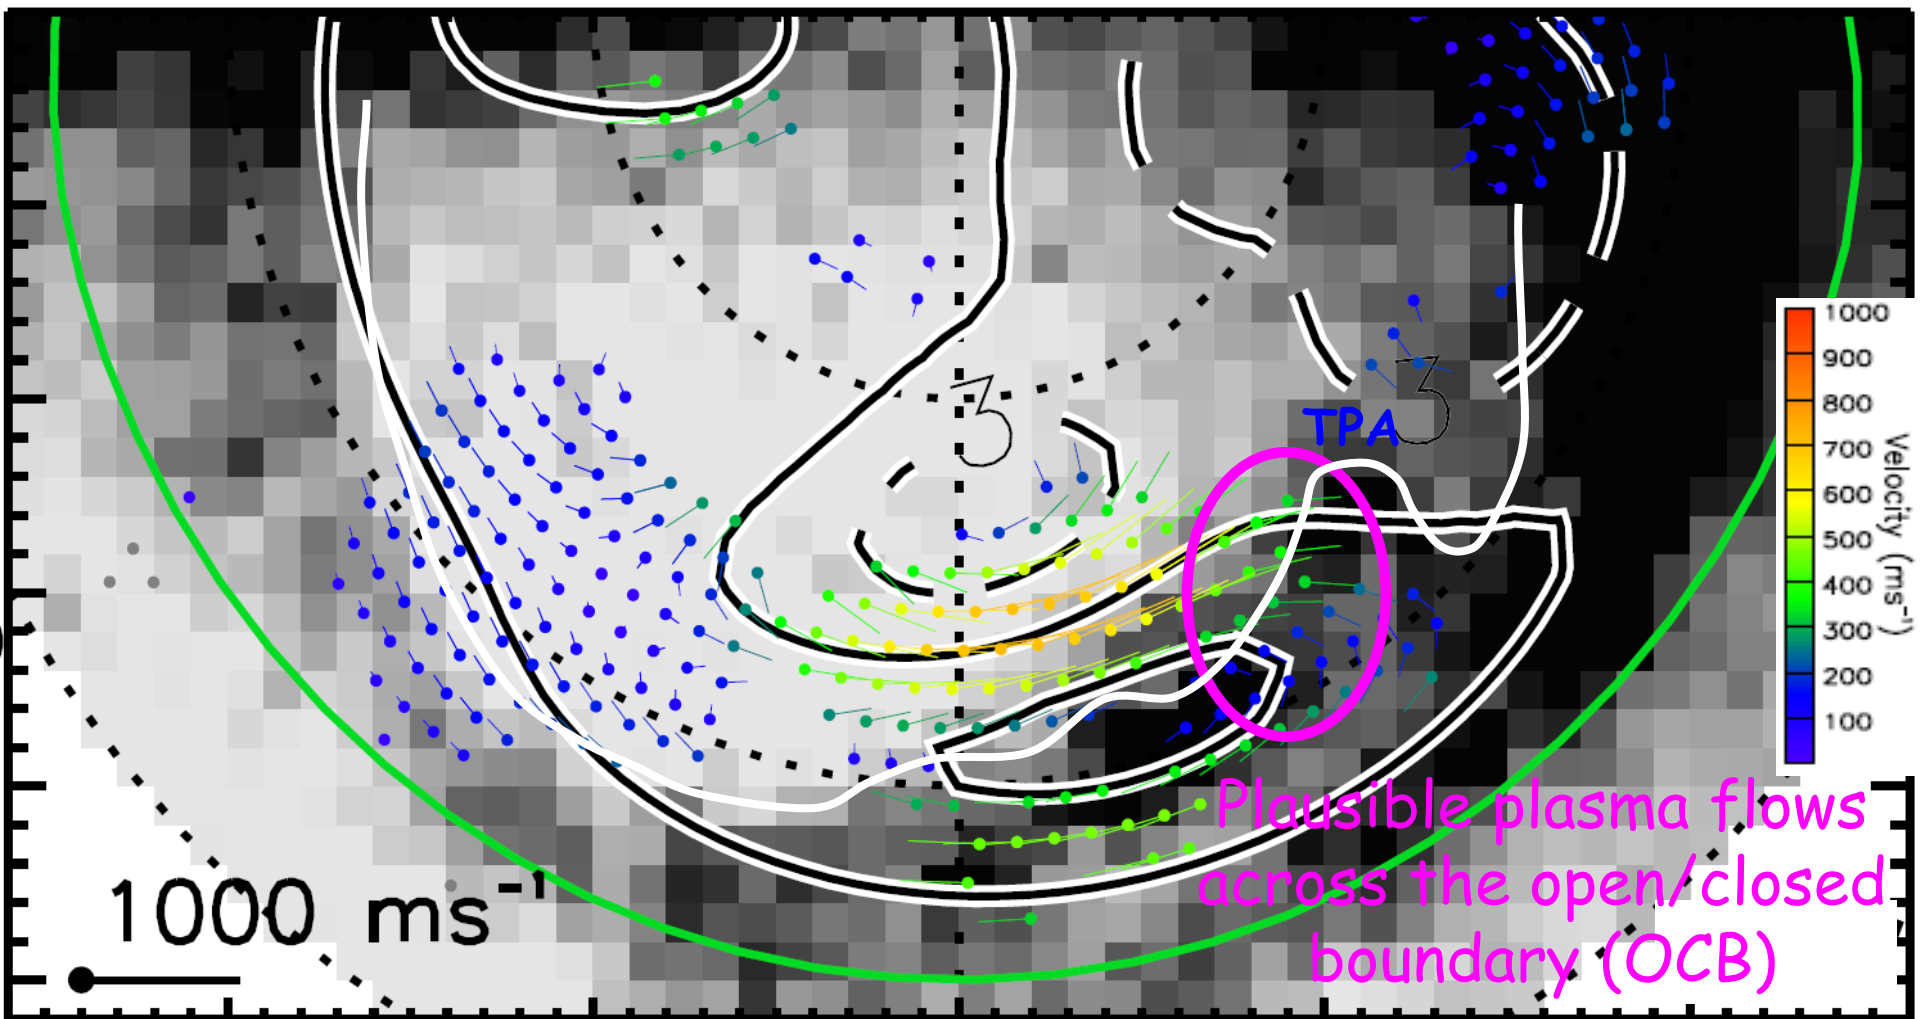 3
3
TPA
1000
900
800
700
600
500
400
300
200
100
Velocity (ms⁻¹)
Plausible plasma flows
across the open/closed
boundary (OCB)
1000 ms⁻¹